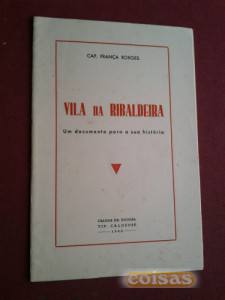 CAP. FRANÇA BORGES
VILA DA RIBALDEIRA
Um documento para a sua história
CALDAS DA RAINHA
TIP. CALDENSE
coisas